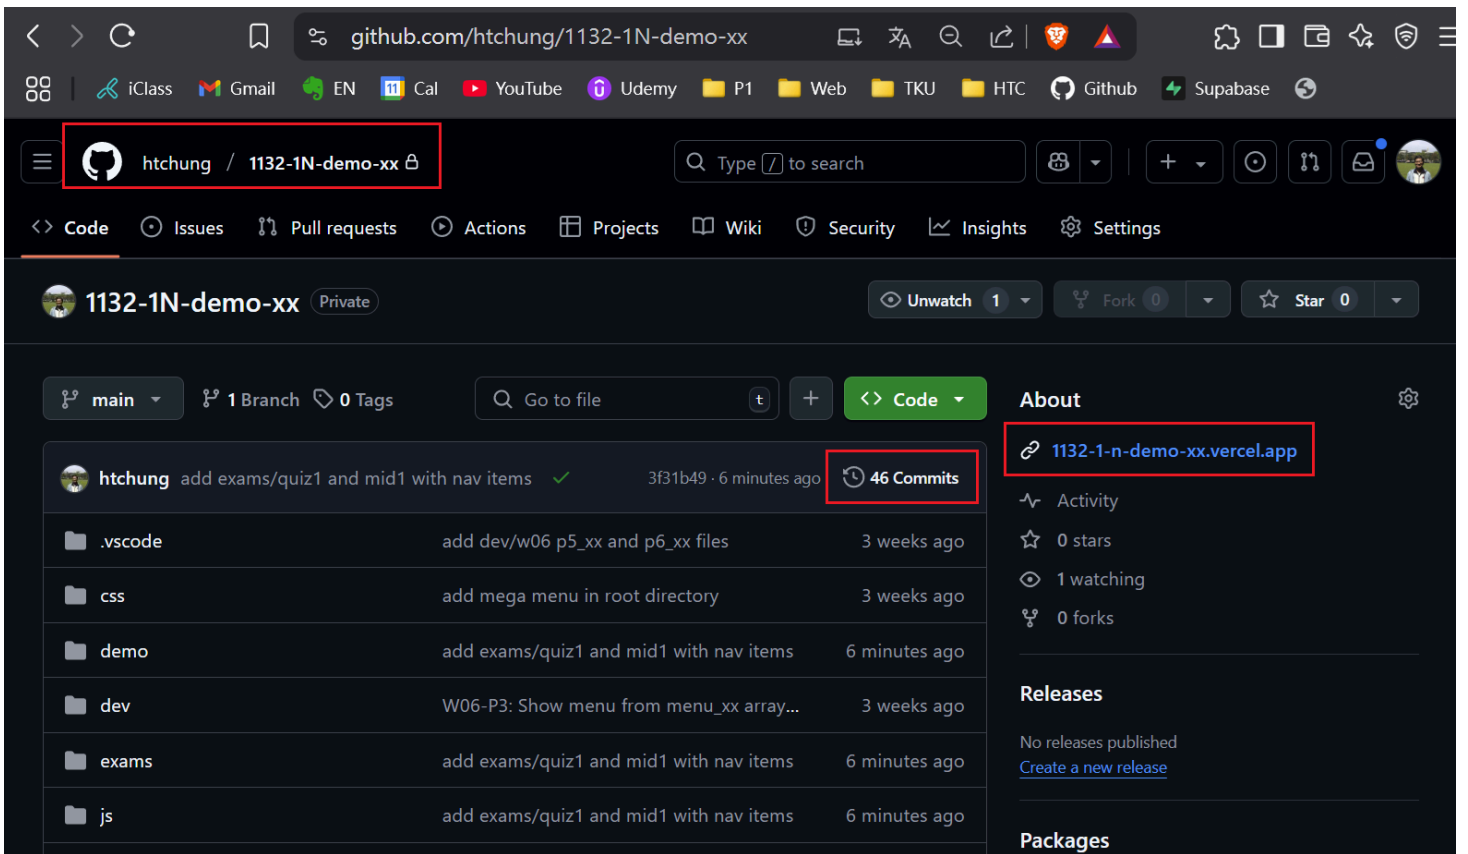 github.com/htchung/1132-1N-demo-xx
iClass Gmail EN 11 Cal YouTube Udemy P1 Web TKU HTC Github Supabase
htchung / 1132-1N-demo-xx
Type / to search
Code Issues Pull requests Actions Projects Wiki Security Insights Settings
1132-1N-demo-xx Private
Unwatch 1 Fork 0 Star 0
main 1 Branch 0 Tags Go to file t + Code
htchung add exams/quiz1 and mid1 with nav items 3f31b49 · 6 minutes ago 46 Commits
.vscode add dev/w06 p5_xx and p6_xx files 3 weeks ago
css add mega menu in root directory 3 weeks ago
demo add exams/quiz1 and mid1 with nav items 6 minutes ago
dev W06-P3: Show menu from menu_xx array... 3 weeks ago
exams add exams/quiz1 and mid1 with nav items 6 minutes ago
js add exams/quiz1 and mid1 with nav items 6 minutes ago
About
1132-1-n-demo-xx.vercel.app
Activity
0 stars
1 watching
0 forks
Releases
No releases published
Create a new release
Packages